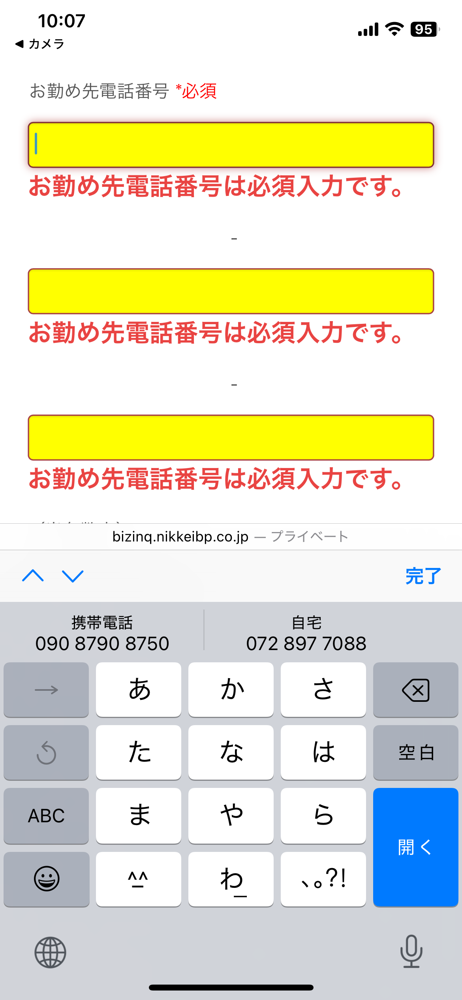 10:07
95
◀ カメラ
お勤め先電話番号 *必須
お勤め先電話番号は必須入力です。
-
お勤め先電話番号は必須入力です。
-
お勤め先電話番号は必須入力です。
bizinq.nikkeibp.co.jp — プライベート
完了
携帯電話 自宅
090 8790 8750 072 897 7088
→ あ か さ
た な は 空白
ABC ま や ら
開く
^_^ わ_ 、。?!